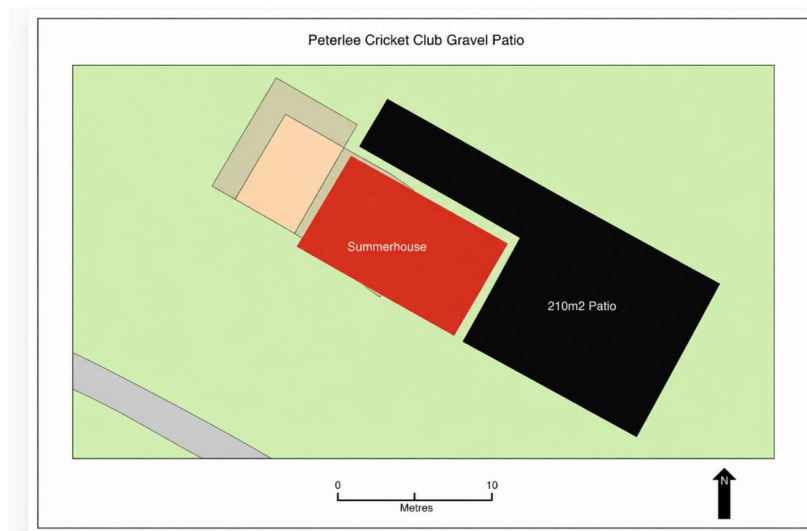 Peterlee Cricket Club Gravel Patio
Summerhouse
210m2 Patio
0 10
Metres
N